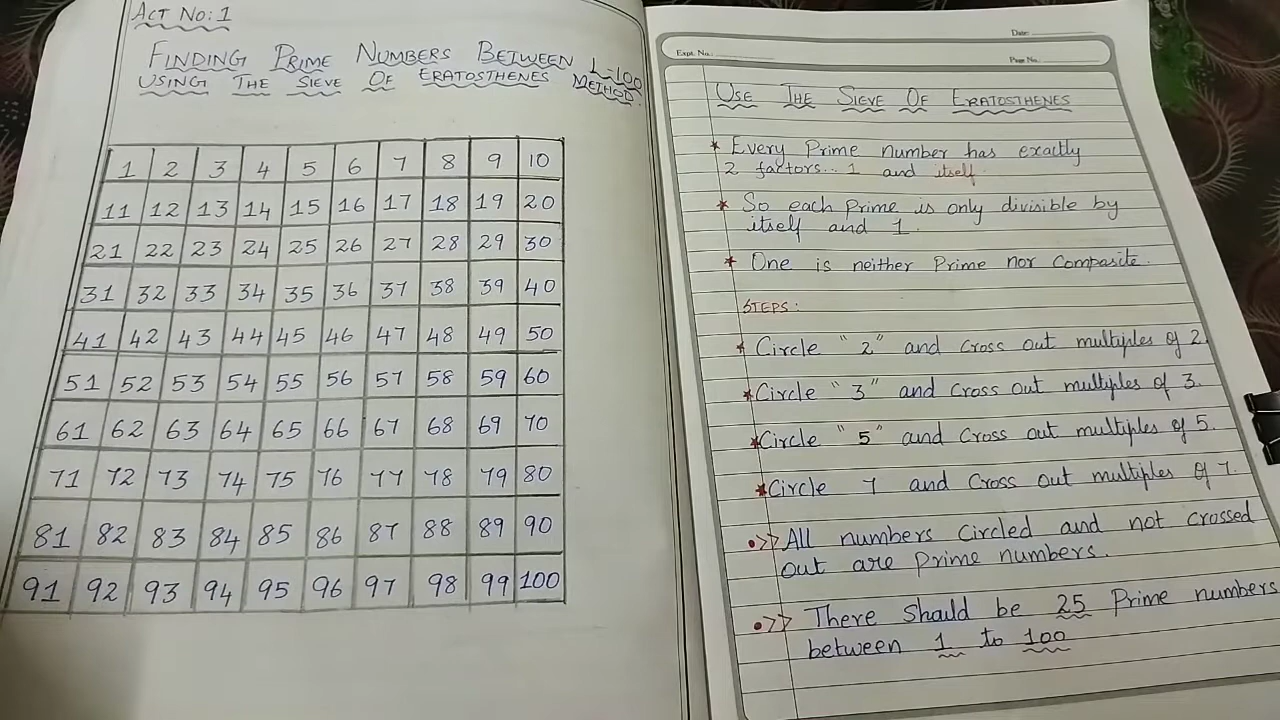 ACT NO: 1
FINDING PRIME NUMBERS BETWEEN 1-100
USING THE SIEVE OF ERATOSTHENES METHOD.
1 2 3 4 5 6 7 8 9 10
11 12 13 14 15 16 17 18 19 20
21 22 23 24 25 26 27 28 29 30
31 32 33 34 35 36 37 38 39 40
41 42 43 44 45 46 47 48 49 50
51 52 53 54 55 56 57 58 59 60
61 62 63 64 65 66 67 68 69 70
71 72 73 74 75 76 77 78 79 80
81 82 83 84 85 86 87 88 89 90
91 92 93 94 95 96 97 98 99 100
Date:
Expt. No.:
Page No.:
USE THE SIEVE OF ERATOSTHENES
* Every Prime number has exactly
2 factors... 1 and itself
* So each Prime is only divisible by
itself and 1.
* One is neither Prime nor Composite.
STEPS:
* Circle "2" and Cross out multiples of 2.
* Circle "3" and Cross out multiples of 3.
* Circle "5" and Cross out multiples of 5.
* Circle 7 and Cross out multiples of 7.
•>> All numbers Circled and not crossed
out are Prime numbers.
•>> There Should be 25 Prime numbers
between 1 to 100